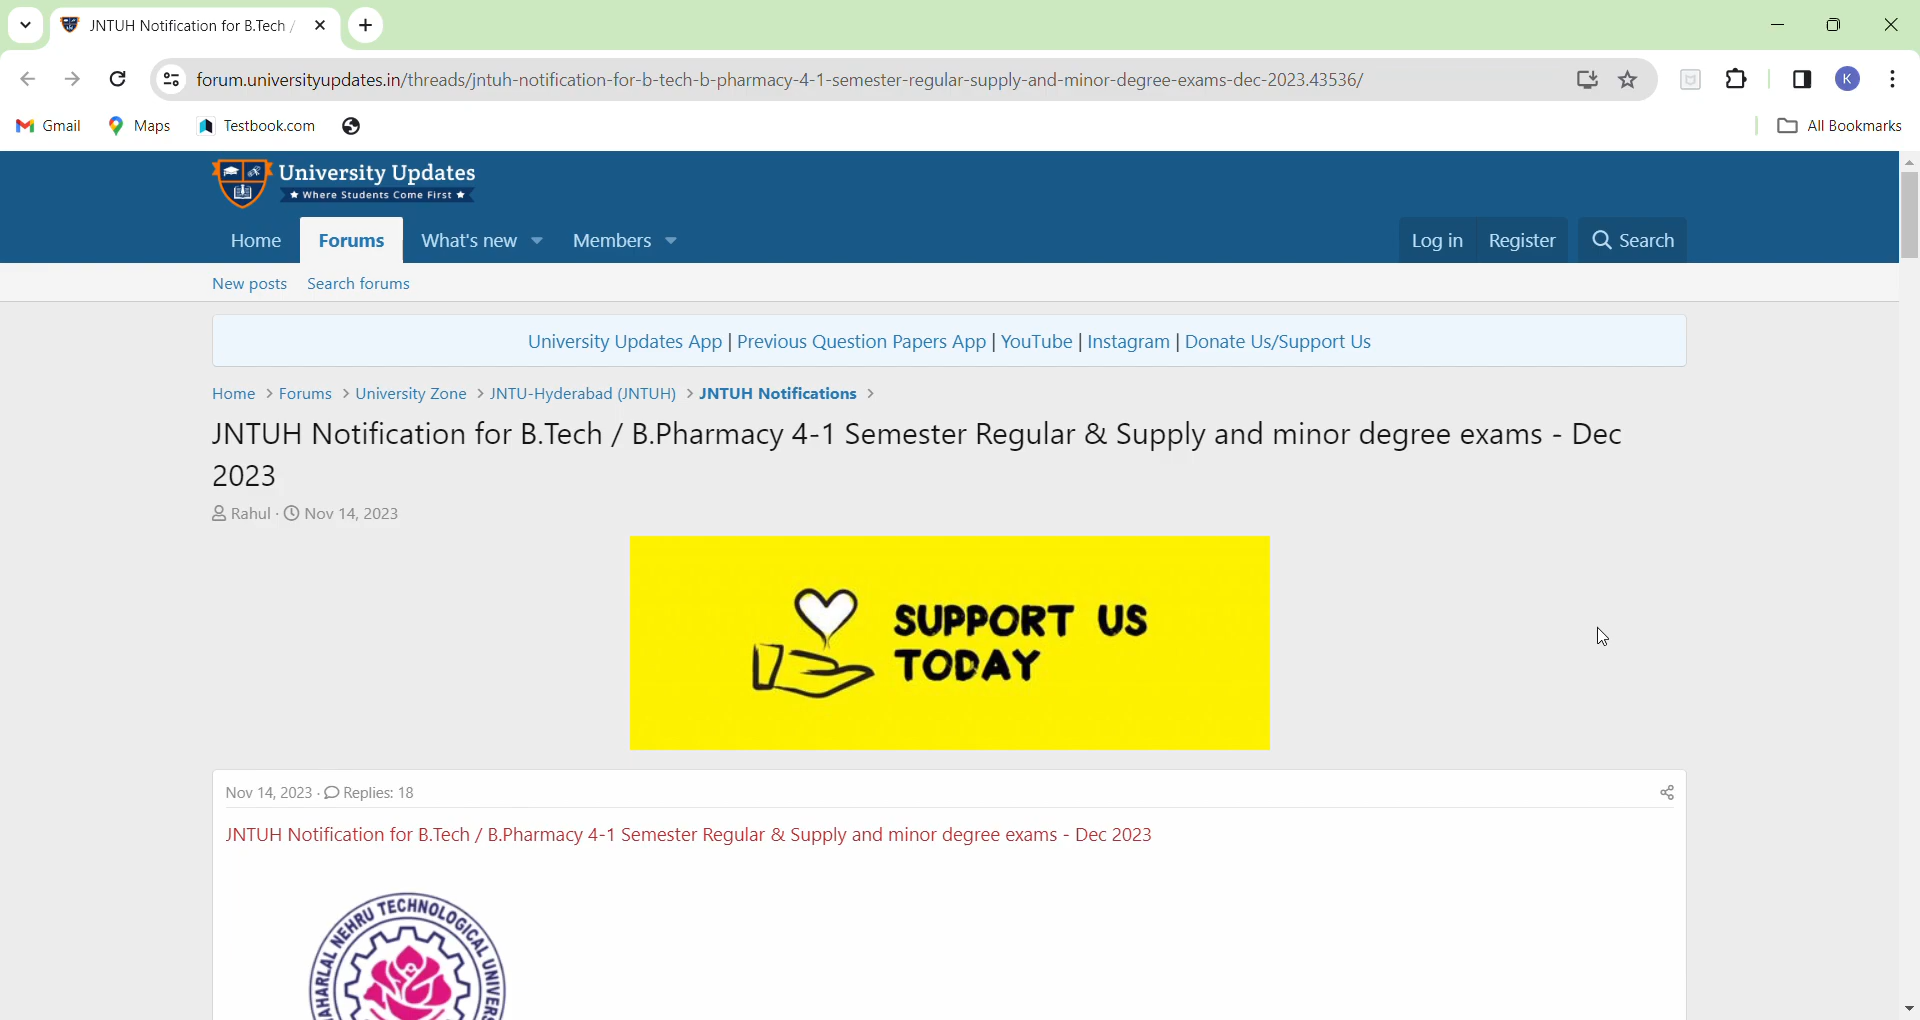 JNTUH Notification for B.Tech /
forum.universityupdates.in/threads/jntuh-notification-for-b-tech-b-pharmacy-4-1-semester-regular-supply-and-minor-degree-exams-dec-2023.43536/
K
Gmail Maps Testbook.com All Bookmarks
University Updates
★ Where Students Come First ★
Home Forums What's new Members Log in Register Search
New posts Search forums
University Updates App | Previous Question Papers App | YouTube | Instagram | Donate Us/Support Us
Home > Forums > University Zone > JNTU-Hyderabad (JNTUH) > JNTUH Notifications >
JNTUH Notification for B.Tech / B.Pharmacy 4-1 Semester Regular & Supply and minor degree exams - Dec
2023
Rahul · Nov 14, 2023
SUPPORT US
TODAY
Nov 14, 2023 · Replies: 18
JNTUH Notification for B.Tech / B.Pharmacy 4-1 Semester Regular & Supply and minor degree exams - Dec 2023
AHARLAL NEHRU TECHNOLOGICAL UNIVERS